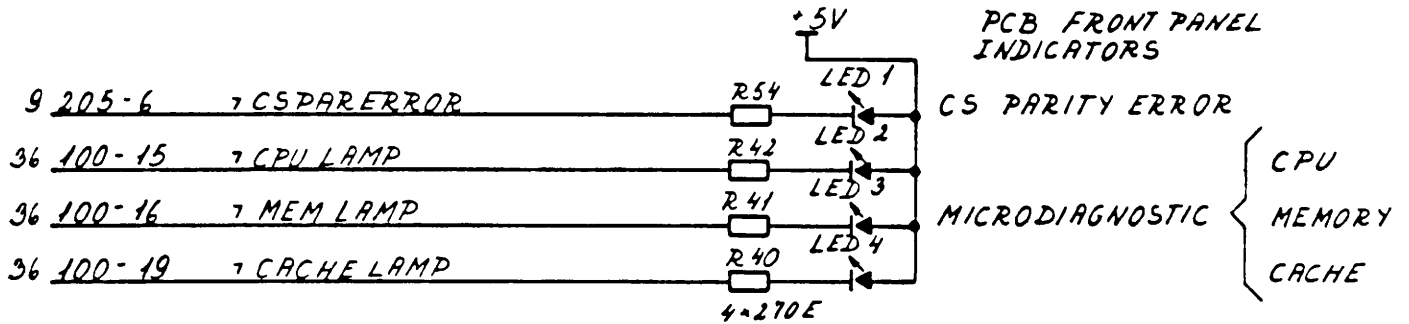 +5V
PCB FRONT PANEL
INDICATORS
LED 1
9 205-6 ¬ CSPARERROR R54 CS PARITY ERROR
LED 2
36 100-15 ¬ CPU LAMP R42 CPU
LED 3
36 100-16 ¬ MEM LAMP R41 MICRODIAGNOSTIC MEMORY
LED 4
36 100-19 ¬ CACHE LAMP R40 CACHE
4×270E